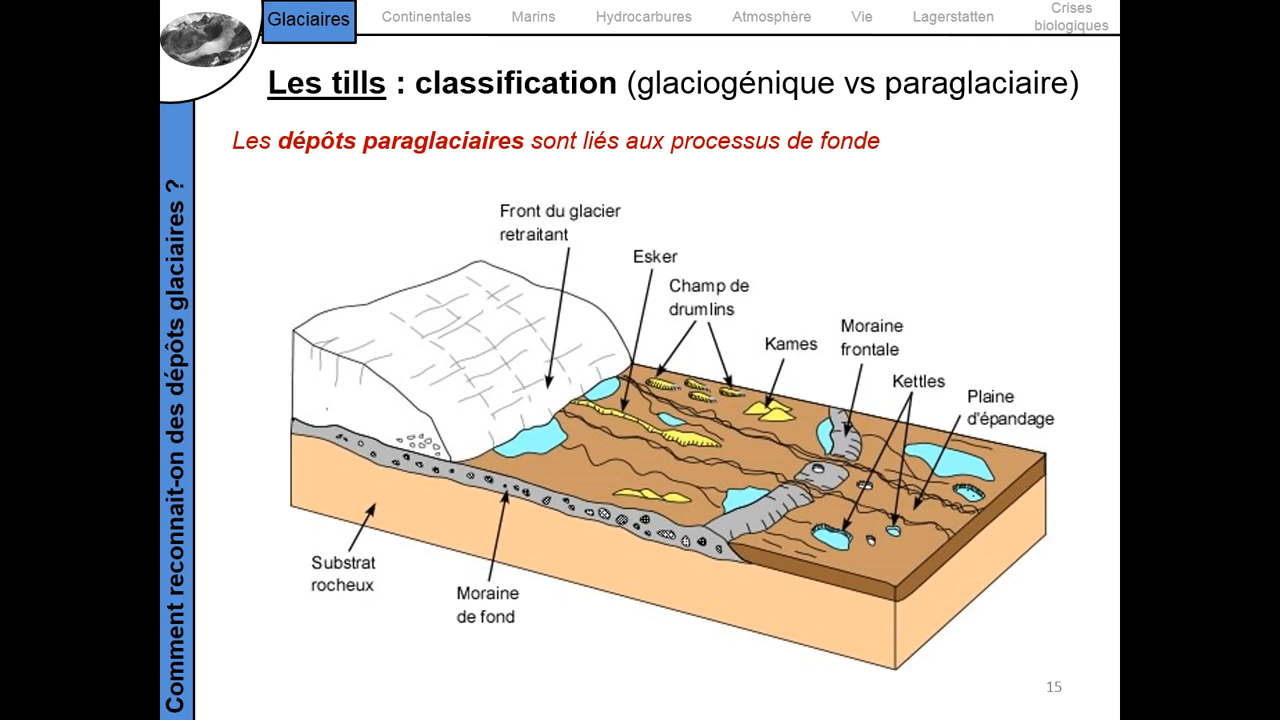 Glaciaires
Continentales
Marins
Hydrocarbures
Atmosphère
Vie
Lagerstatten
Crises
biologiques
Les tills : classification (glaciogénique vs paraglaciaire)
Les dépôts paraglaciaires sont liés aux processus de fonde
Comment reconnait-on des dépôts glaciaires ?
Front du glacier
retraitant
Esker
Champ de
drumlins
Kames
Moraine
frontale
Kettles
Plaine
d'épandage
Substrat
rocheux
Moraine
de fond
15